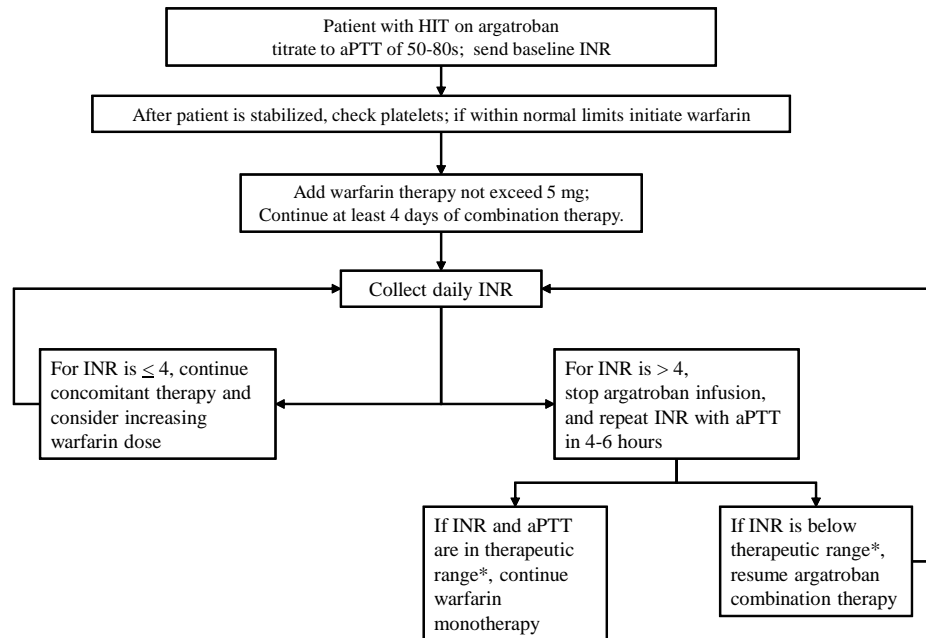 Patient with HIT on argatroban
titrate to aPTT of 50-80s;  send baseline INR
After patient is stabilized, check platelets; if within normal limits initiate warfarin
Add warfarin therapy not exceed 5 mg;
Continue at least 4 days of combination therapy.
Collect daily INR
For INR is ≤ 4, continue
concomitant therapy and
consider increasing
warfarin dose
For INR is > 4,
stop argatroban infusion,
and repeat INR with aPTT
in 4-6 hours
If INR and aPTT
are in therapeutic
range*, continue
warfarin
monotherapy
If INR is below
therapeutic range*,
resume argatroban
combination therapy